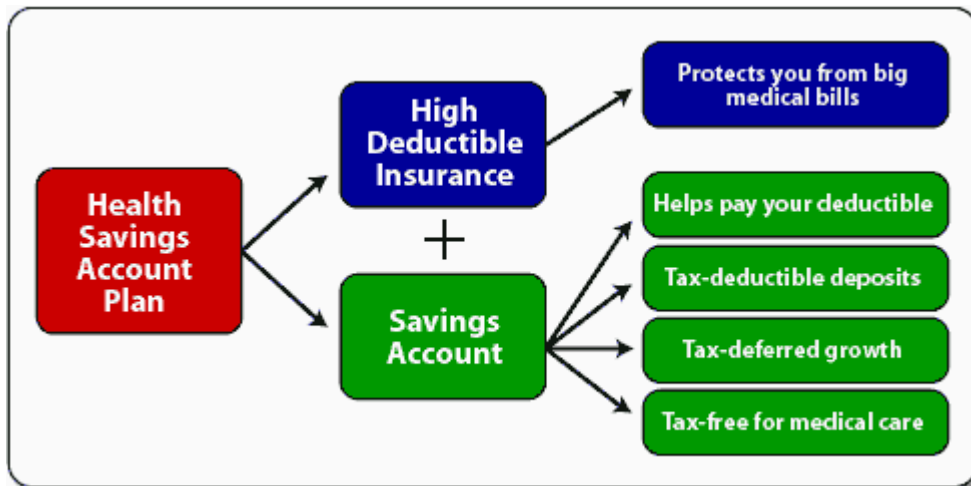 Health
Savings
Account
Plan
High
Deductible
Insurance
+
Savings
Account
Protects you from big
medical bills
Helps pay your deductible
Tax-deductible deposits
Tax-deferred growth
Tax-free for medical care